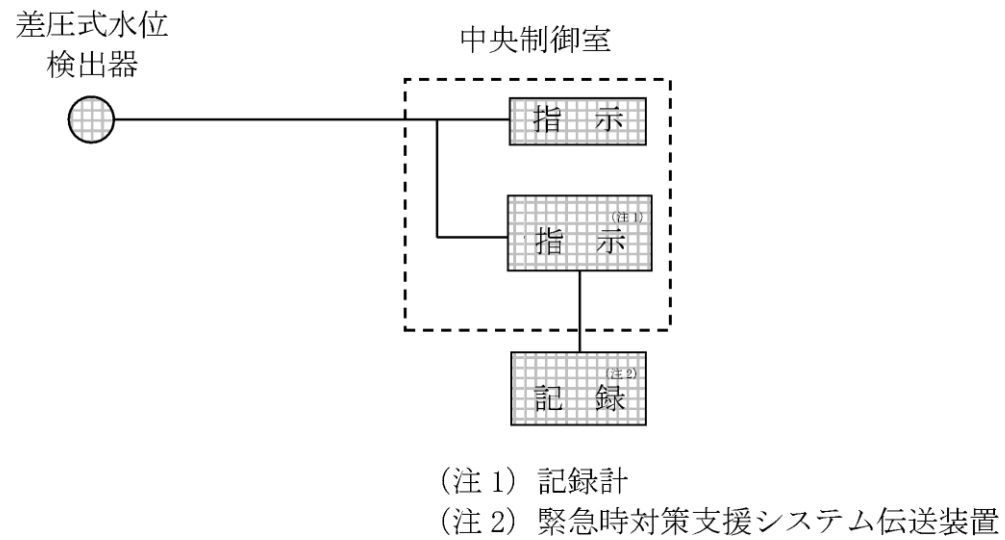 差圧式水位
検出器
中央制御室
指 示
(注1)
指 示
(注2)
記 録
(注 1) 記録計
(注 2) 緊急時対策支援システム伝送装置